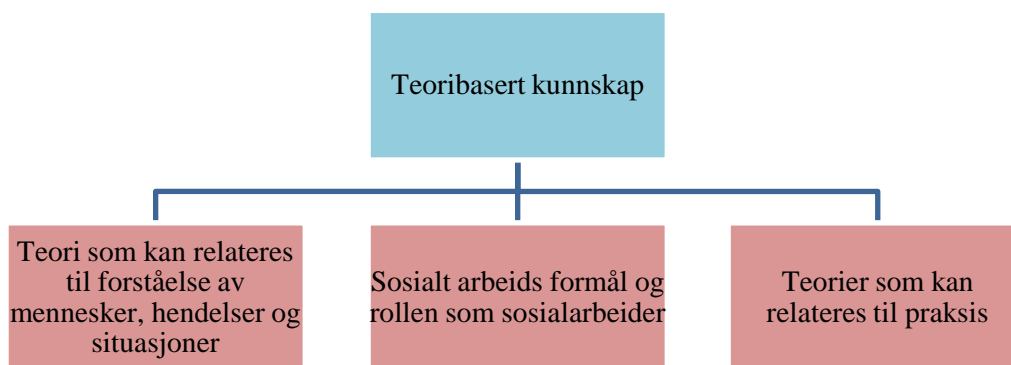 Teoribasert kunnskap
Teori som kan relateres
til forståelse av
mennesker, hendelser og
situasjoner
Sosialt arbeids formål og
rollen som sosialarbeider
Teorier som kan
relateres til praksis